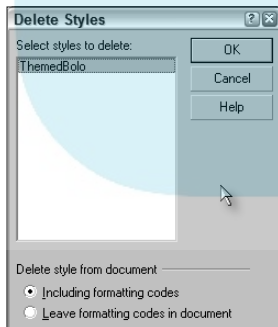 Delete Styles
Select styles to delete:
ThemedBolo
OK
Cancel
Help
Delete style from document
Including formatting codes
Leave formatting codes in document